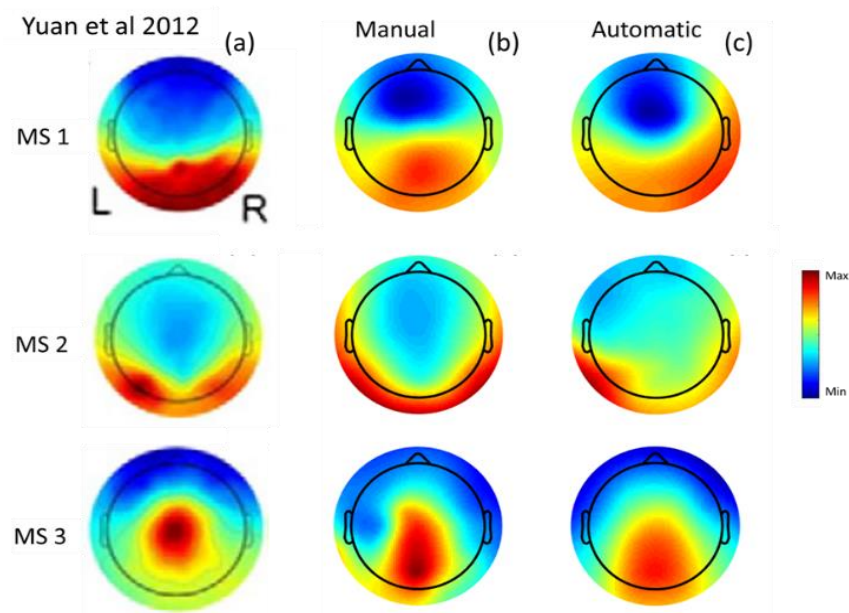 Yuan et al 2012 (a) Manual (b) Automatic (c)
MS 1
L R
MS 2
Max
Min
MS 3